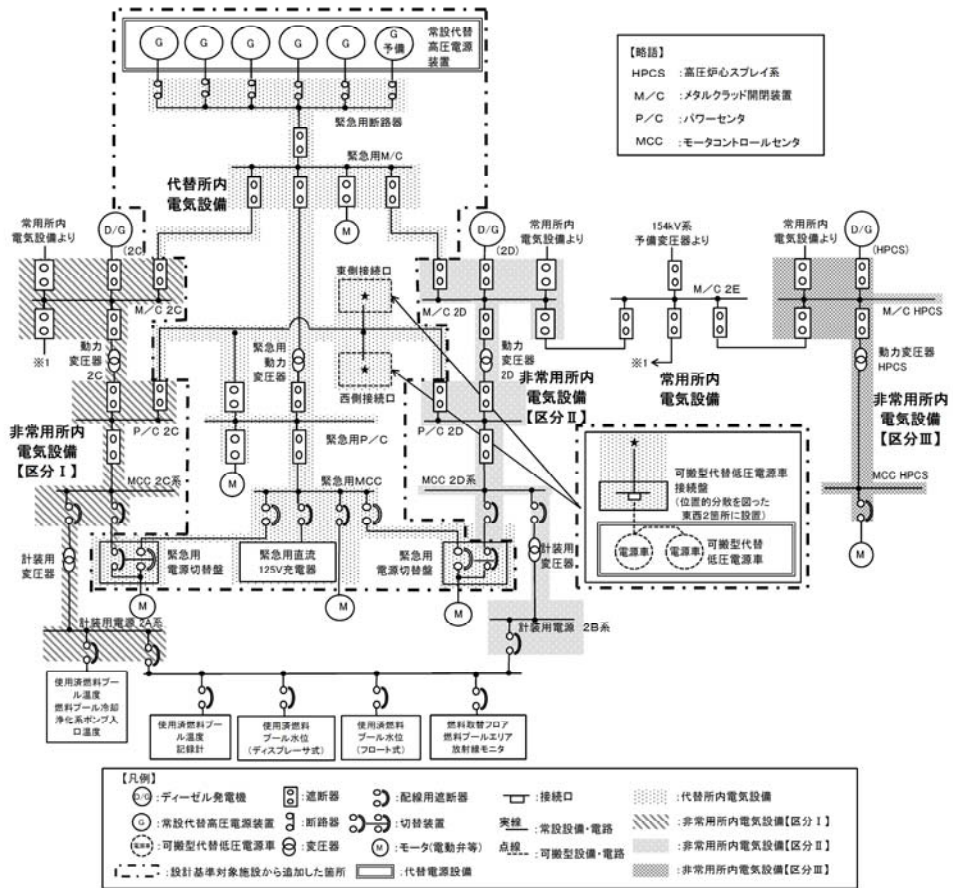 G
G
G
G
G
G
予備
常設代替
高圧電源
装置
【略語】
HPCS :高圧炉心スプレイ系
M/C :メタルクラッド開閉装置
P/C :パワーセンタ
MCC :モータコントロールセンタ
緊急用断路器
緊急用M/C
代替所内
電気設備
M
常用所内
電気設備より
D/G
(2C)
D/G
(2D)
常用所内
電気設備より
154kV系
予備変圧器より
常用所内
電気設備より
D/G
(HPCS)
M/C 2C
東側接続口
★
M/C 2D
M/C 2E
M/C HPCS
※1
動力
変圧器
2C
緊急用
動力
変圧器
★
西側接続口
動力
変圧器
2D
※1
動力変圧器
HPCS
非常用所内
電気設備
【区分Ⅱ】
常用所内
電気設備
非常用所内
電気設備
【区分Ⅲ】
非常用所内
電気設備
【区分Ⅰ】
P/C 2C
緊急用P/C
P/C 2D
M
★
可搬型代替低圧電源車
接続盤
(位置的分散を図った
東西2箇所に設置)
電源車
電源車
可搬型代替
低圧電源車
MCC 2C系
緊急用MCC
MCC 2D系
MCC HPCS
M
計装用
変圧器
緊急用
電源切替盤
緊急用直流
125V充電器
緊急用
電源切替盤
計装用
変圧器
M
M
M
計装用電源 2A系
計装用電源 2B系
使用済燃料プー
ル温度
燃料プール冷却
浄化系ポンプ入
口温度
使用済燃料プー
ル温度
記録計
使用済燃料
プール水位
(ディスプレーサ式)
使用済燃料
プール水位
(フロート式)
燃料取替フロア
燃料プールエリア
放射線モニタ
【凡例】
D/G :ディーゼル発電機
:遮断器
:配線用遮断器
:接続口
:代替所内電気設備
G :常設代替高圧電源装置
:断路器
:切替装置
実線
:常設設備・電路
:非常用所内電気設備【区分Ⅰ】
電源車 :可搬型代替低圧電源車
:変圧器
M :モータ(電動弁等)
点線
:可搬型設備・電路
:非常用所内電気設備【区分Ⅱ】
:設計基準対象施設から追加した箇所
:代替電源設備
:非常用所内電気設備【区分Ⅲ】